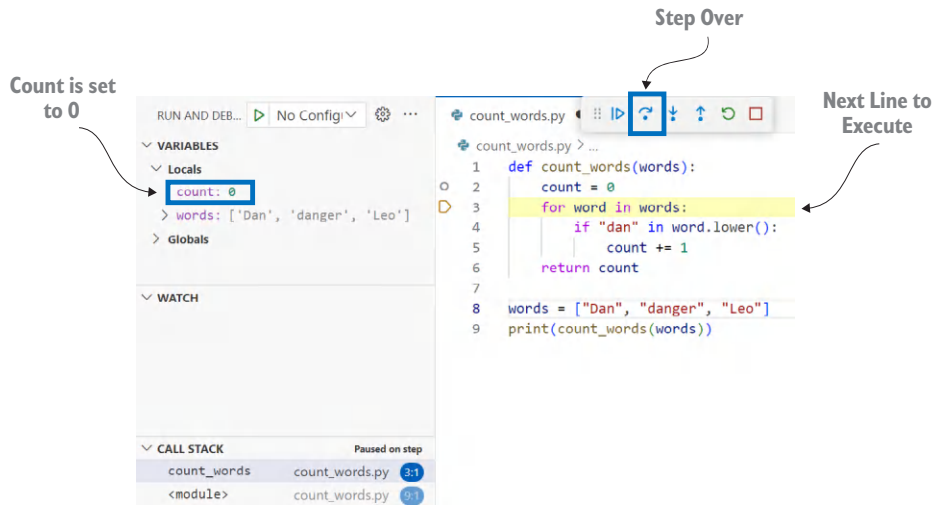 Step Over
Count is set
to 0
Next Line to
Execute
RUN AND DEB... No Config
VARIABLES
Locals
count: 0
words: ['Dan', 'danger', 'Leo']
Globals
WATCH
CALL STACK Paused on step
count_words count_words.py 3:1
<module> count_words.py 9:1
count_words.py
count_words.py > ...
1 def count_words(words):
2 count = 0
3 for word in words:
4 if "dan" in word.lower():
5 count += 1
6 return count
7
8 words = ["Dan", "danger", "Leo"]
9 print(count_words(words))